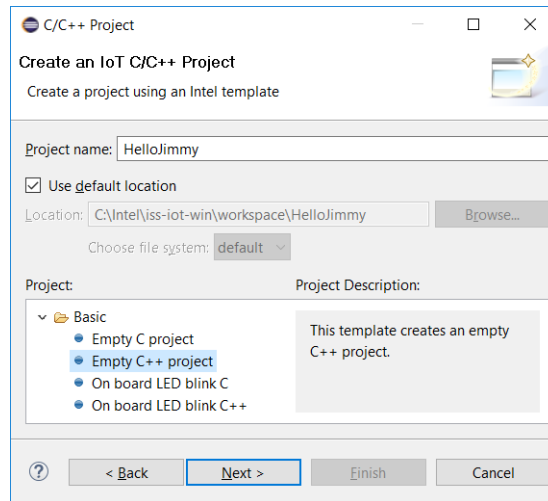 C/C++ Project
Create an IoT C/C++ Project
Create a project using an Intel template
Project name: HelloJimmy
Use default location
Location: C:\Intel\iss-iot-win\workspace\HelloJimmy Browse...
Choose file system: default
Project: Project Description:
Basic
Empty C project
Empty C++ project
On board LED blink C
On board LED blink C++
This template creates an empty
C++ project.
? < Back Next > Finish Cancel